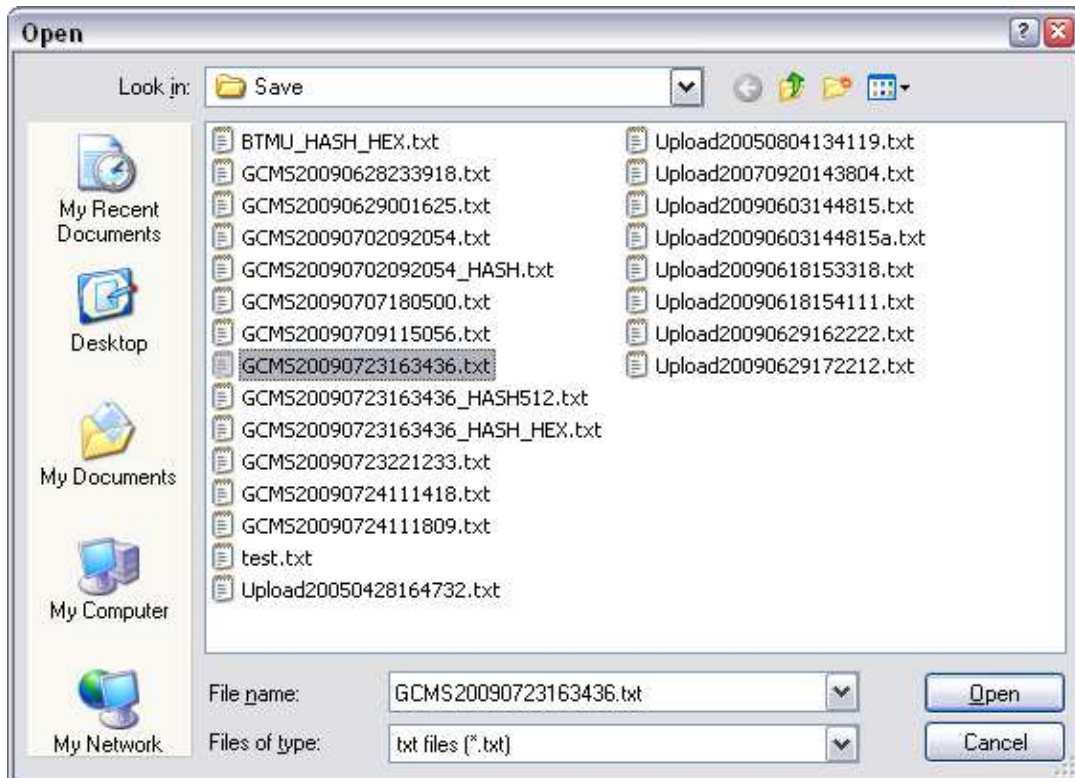 Open
Look in: Save
My Recent
Documents
Desktop
My Documents
My Computer
My Network
BTMU_HASH_HEX.txt
GCMS20090628233918.txt
GCMS20090629001625.txt
GCMS20090702092054.txt
GCMS20090702092054_HASH.txt
GCMS20090707180500.txt
GCMS20090709115056.txt
GCMS20090723163436.txt
GCMS20090723163436_HASH512.txt
GCMS20090723163436_HASH_HEX.txt
GCMS20090723221233.txt
GCMS20090724111418.txt
GCMS20090724111809.txt
test.txt
Upload20050428164732.txt
Upload20050804134119.txt
Upload20070920143804.txt
Upload20090603144815.txt
Upload20090603144815a.txt
Upload20090618153318.txt
Upload20090618154111.txt
Upload20090629162222.txt
Upload20090629172212.txt
File name: GCMS20090723163436.txt Open
Files of type: txt files (*.txt) Cancel